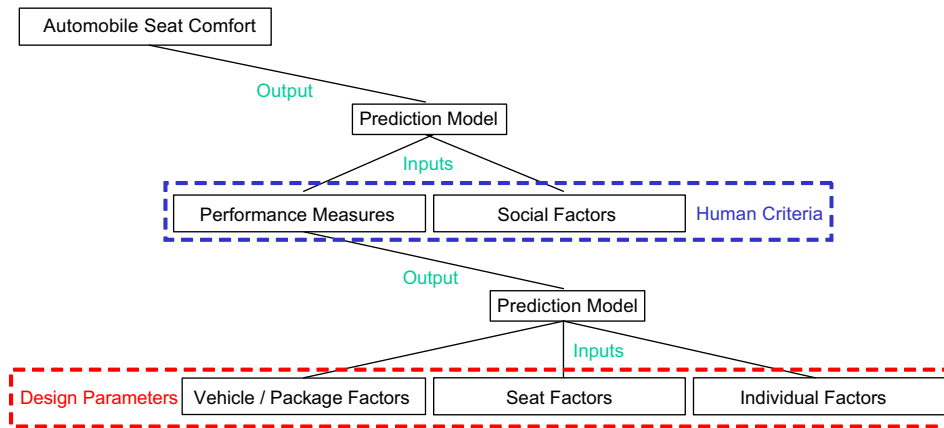 Automobile Seat Comfort
Output
Prediction Model
Inputs
Performance Measures
Social Factors
Human Criteria
Output
Prediction Model
Inputs
Design Parameters
Vehicle / Package Factors
Seat Factors
Individual Factors